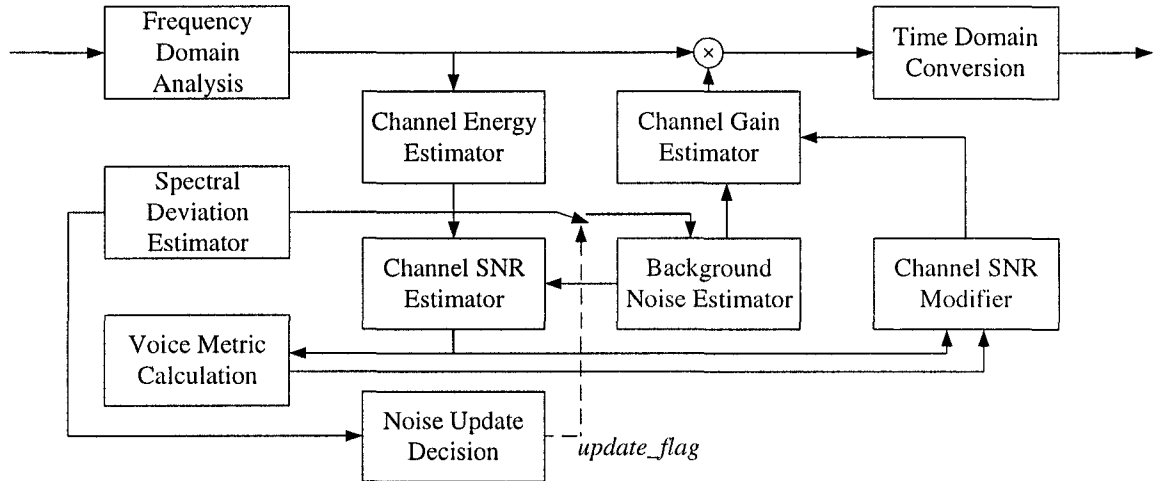 Frequency
Domain
Analysis
Time Domain
Conversion
Channel Energy
Estimator
Channel Gain
Estimator
Spectral
Deviation
Estimator
Channel SNR
Estimator
Background
Noise Estimator
Channel SNR
Modifier
Voice Metric
Calculation
Noise Update
Decision
update_flag